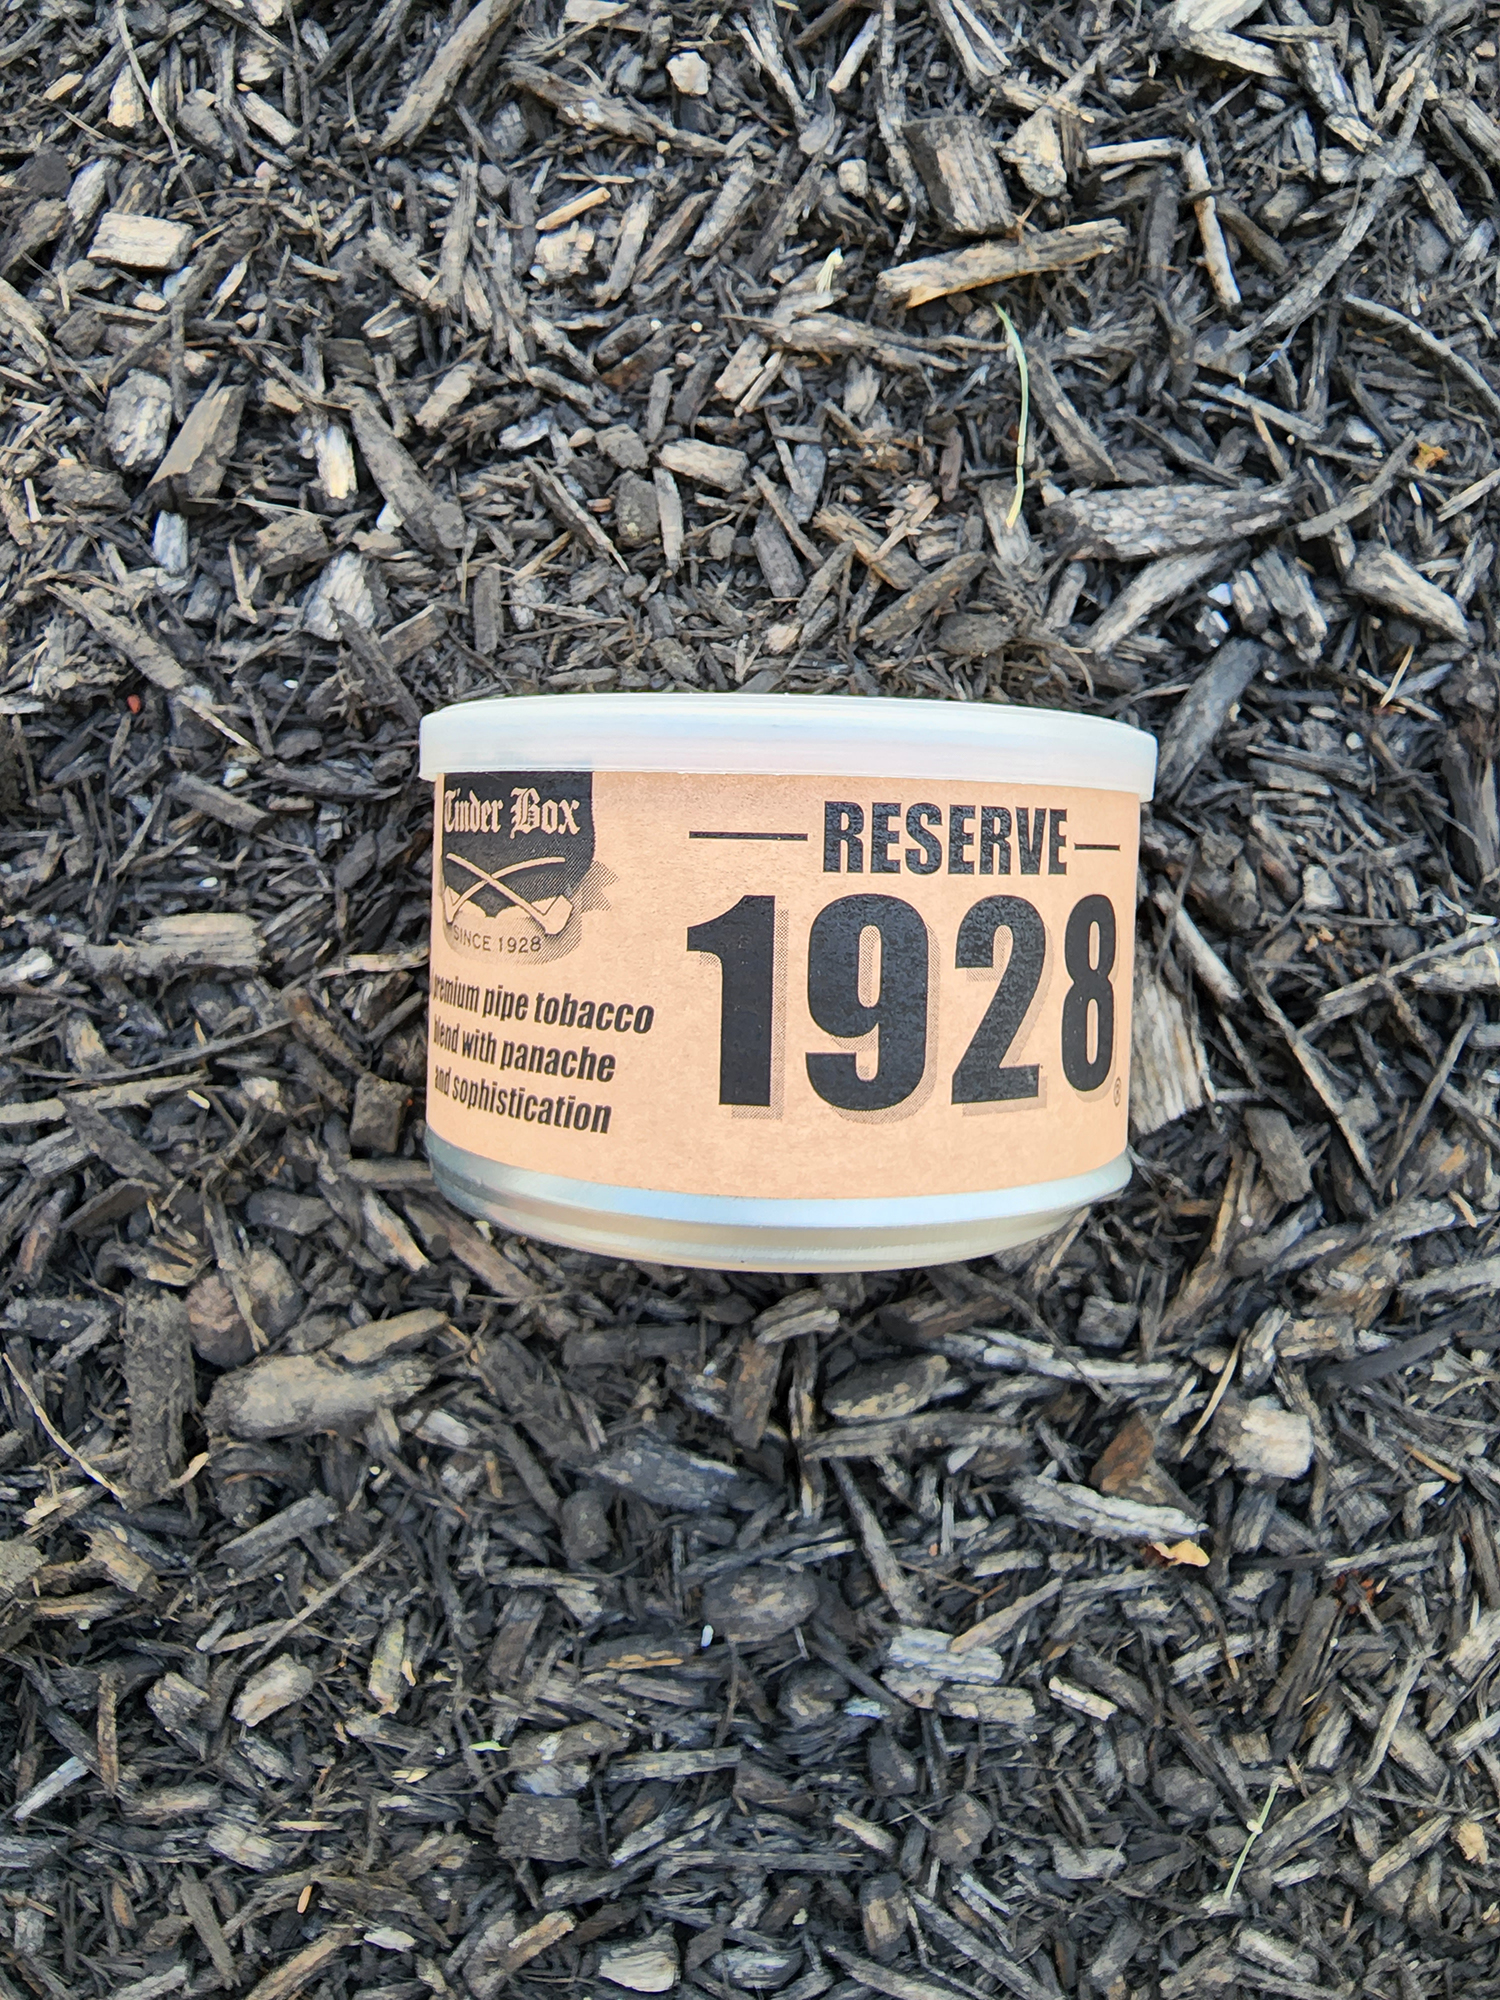 Tinder Box
SINCE 1928
premium pipe tobacco
blend with panache
and sophistication
RESERVE
1928
®